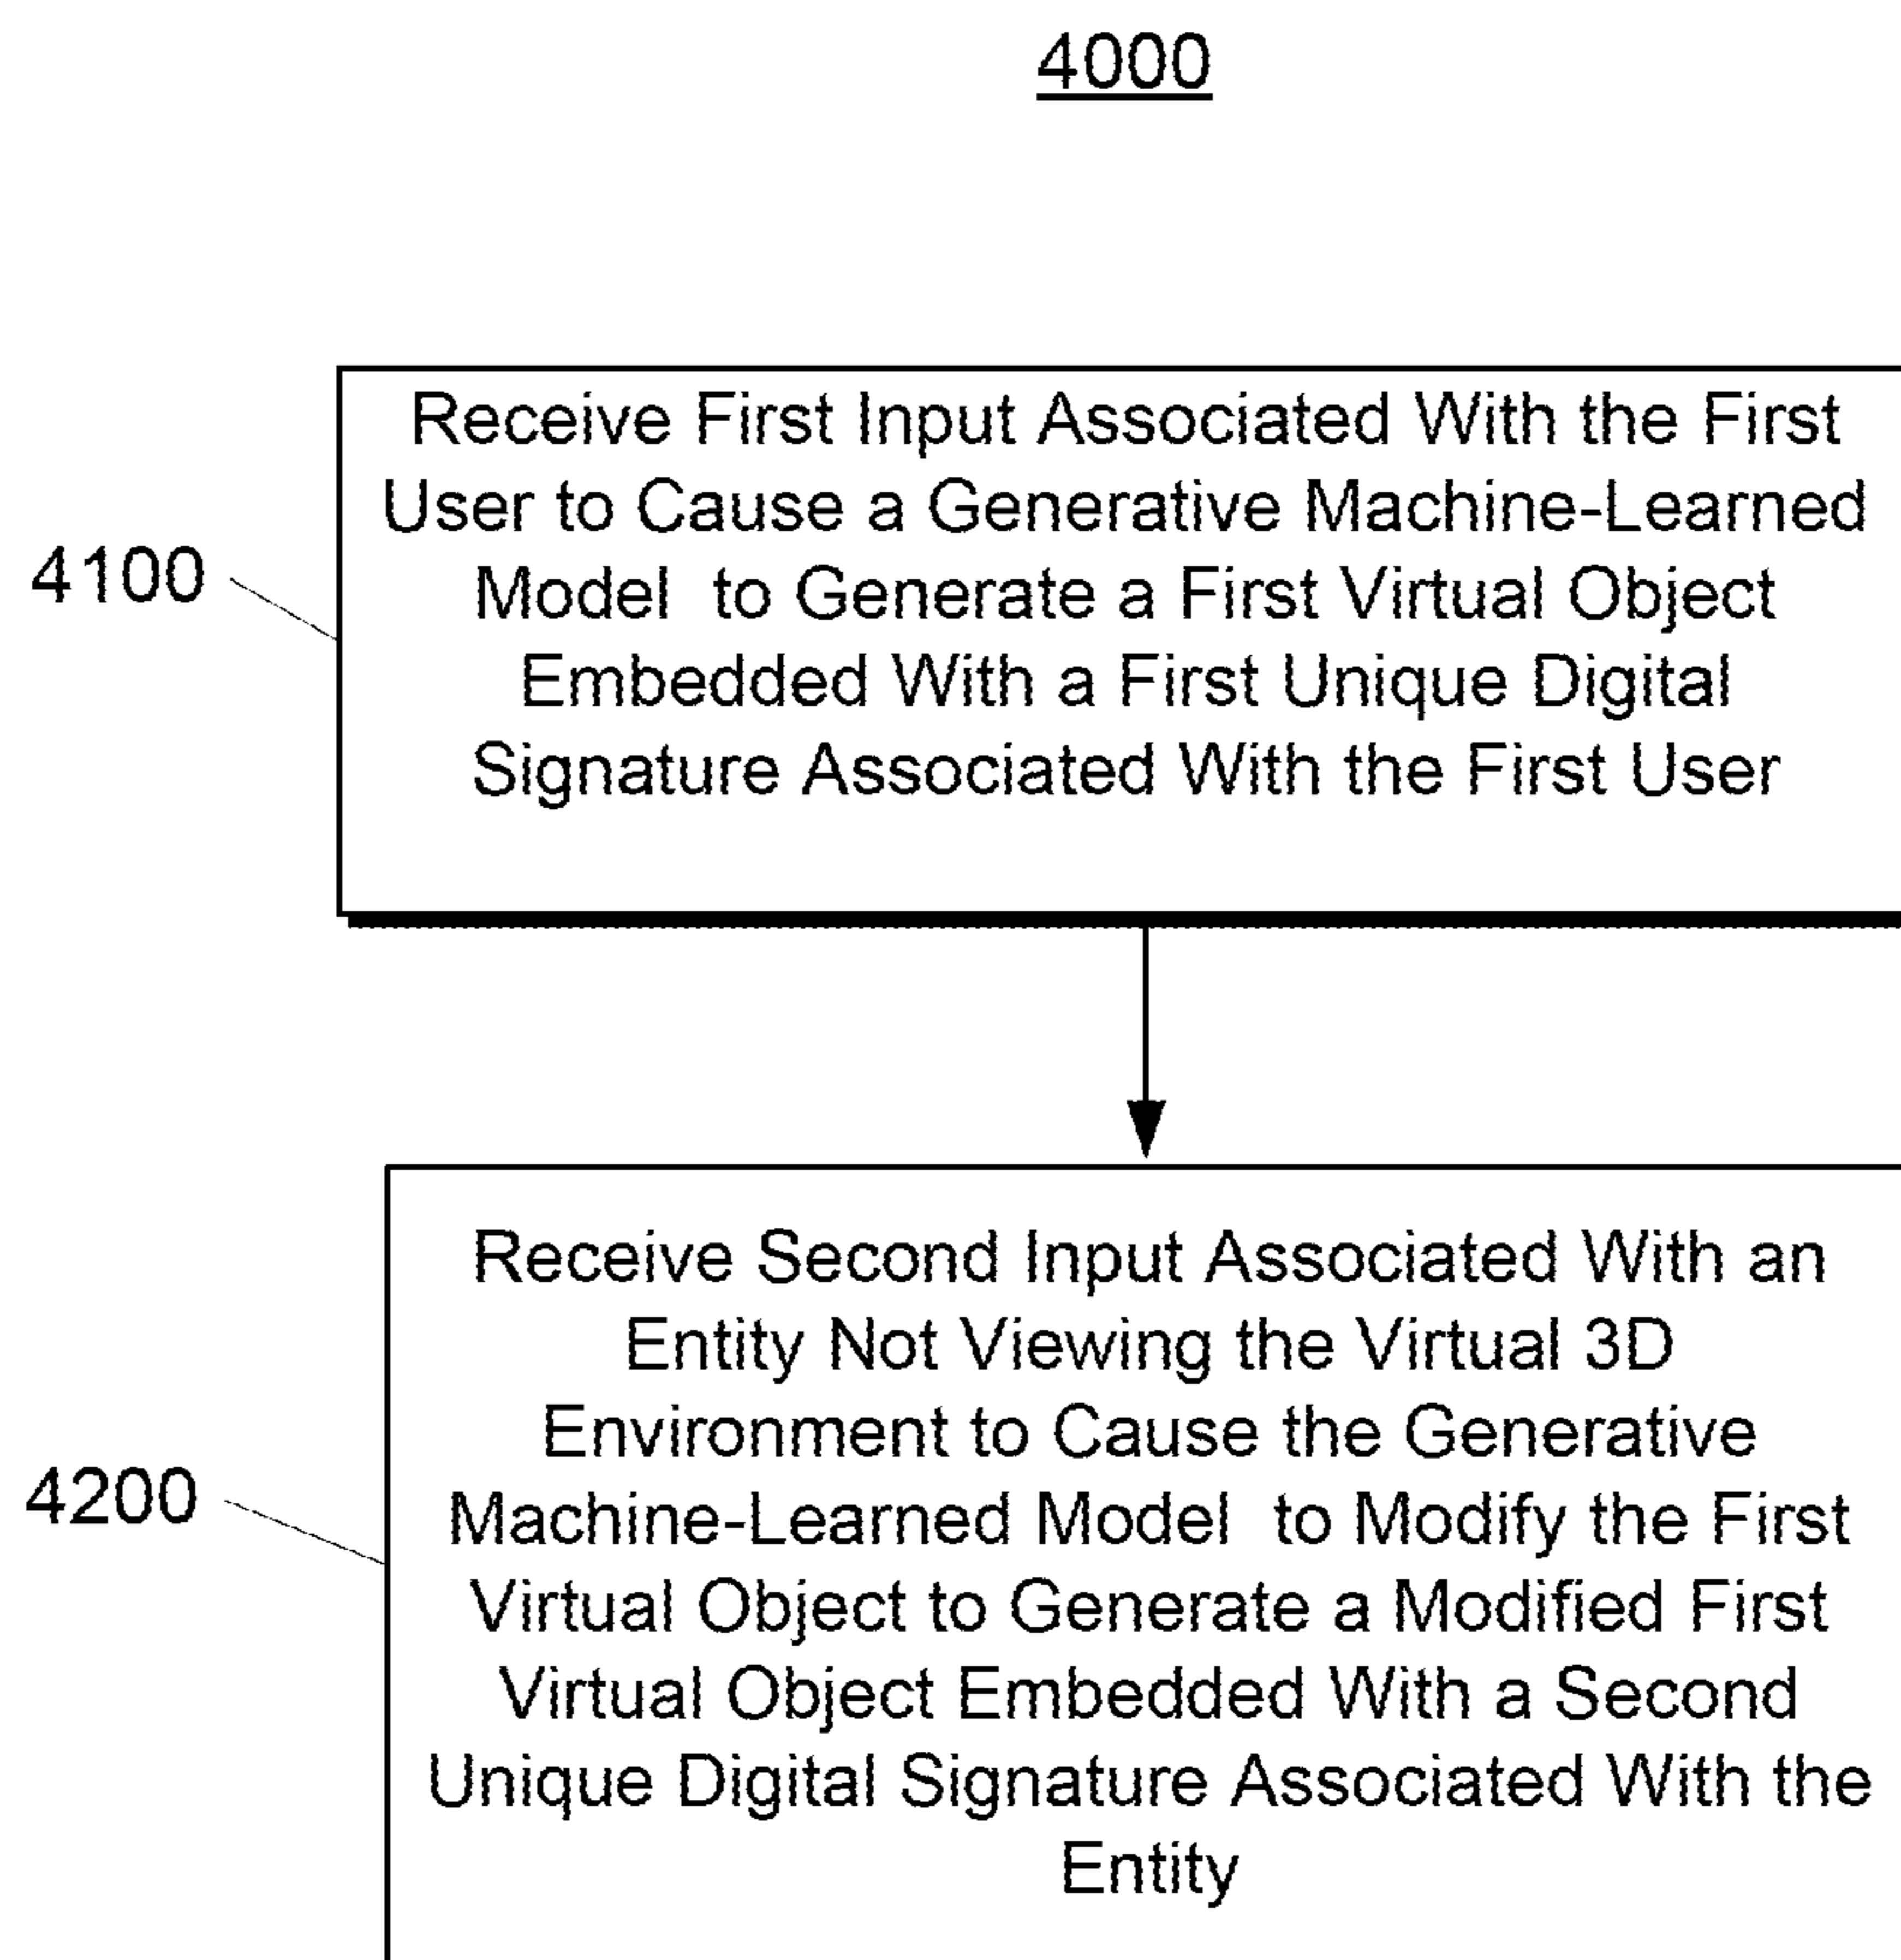 4000
Receive First Input Associated With the First
User to Cause a Generative Machine-Learned
Model to Generate a First Virtual Object
Embedded With a First Unique Digital
Signature Associated With the First User
4100
Receive Second Input Associated With an
Entity Not Viewing the Virtual 3D
Environment to Cause the Generative
Machine-Learned Model to Modify the First
Virtual Object to Generate a Modified First
Virtual Object Embedded With a Second
Unique Digital Signature Associated With the
Entity
4200